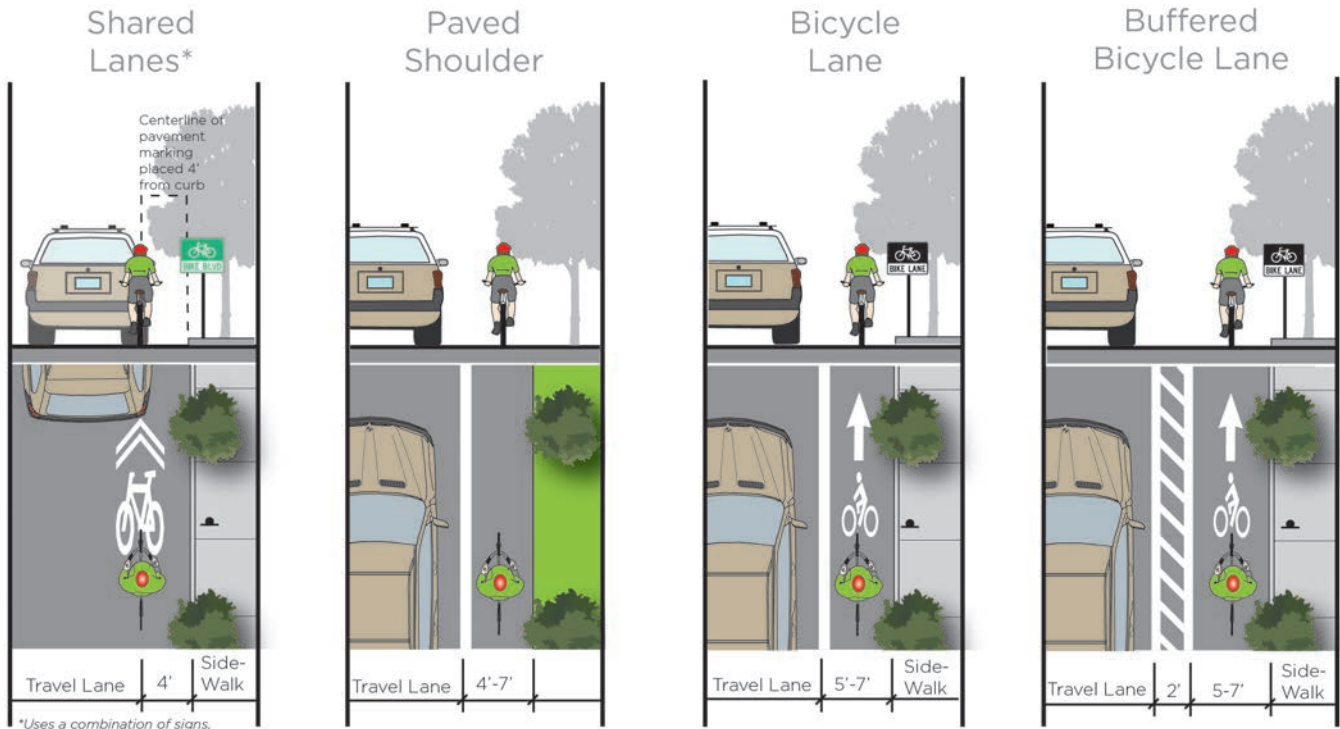 Shared
Lanes*
Centerline of
pavement
marking
placed 4'
from curb
BIKE BLVD
Travel Lane
4'
Side-
Walk
*Uses a combination of signs,
Paved
Shoulder
Travel Lane
4'-7'
Bicycle
Lane
BIKE LANE
Travel Lane
5'-7'
Side-
Walk
Buffered
Bicycle Lane
BIKE LANE
Travel Lane
2'
5-7'
Side-
Walk